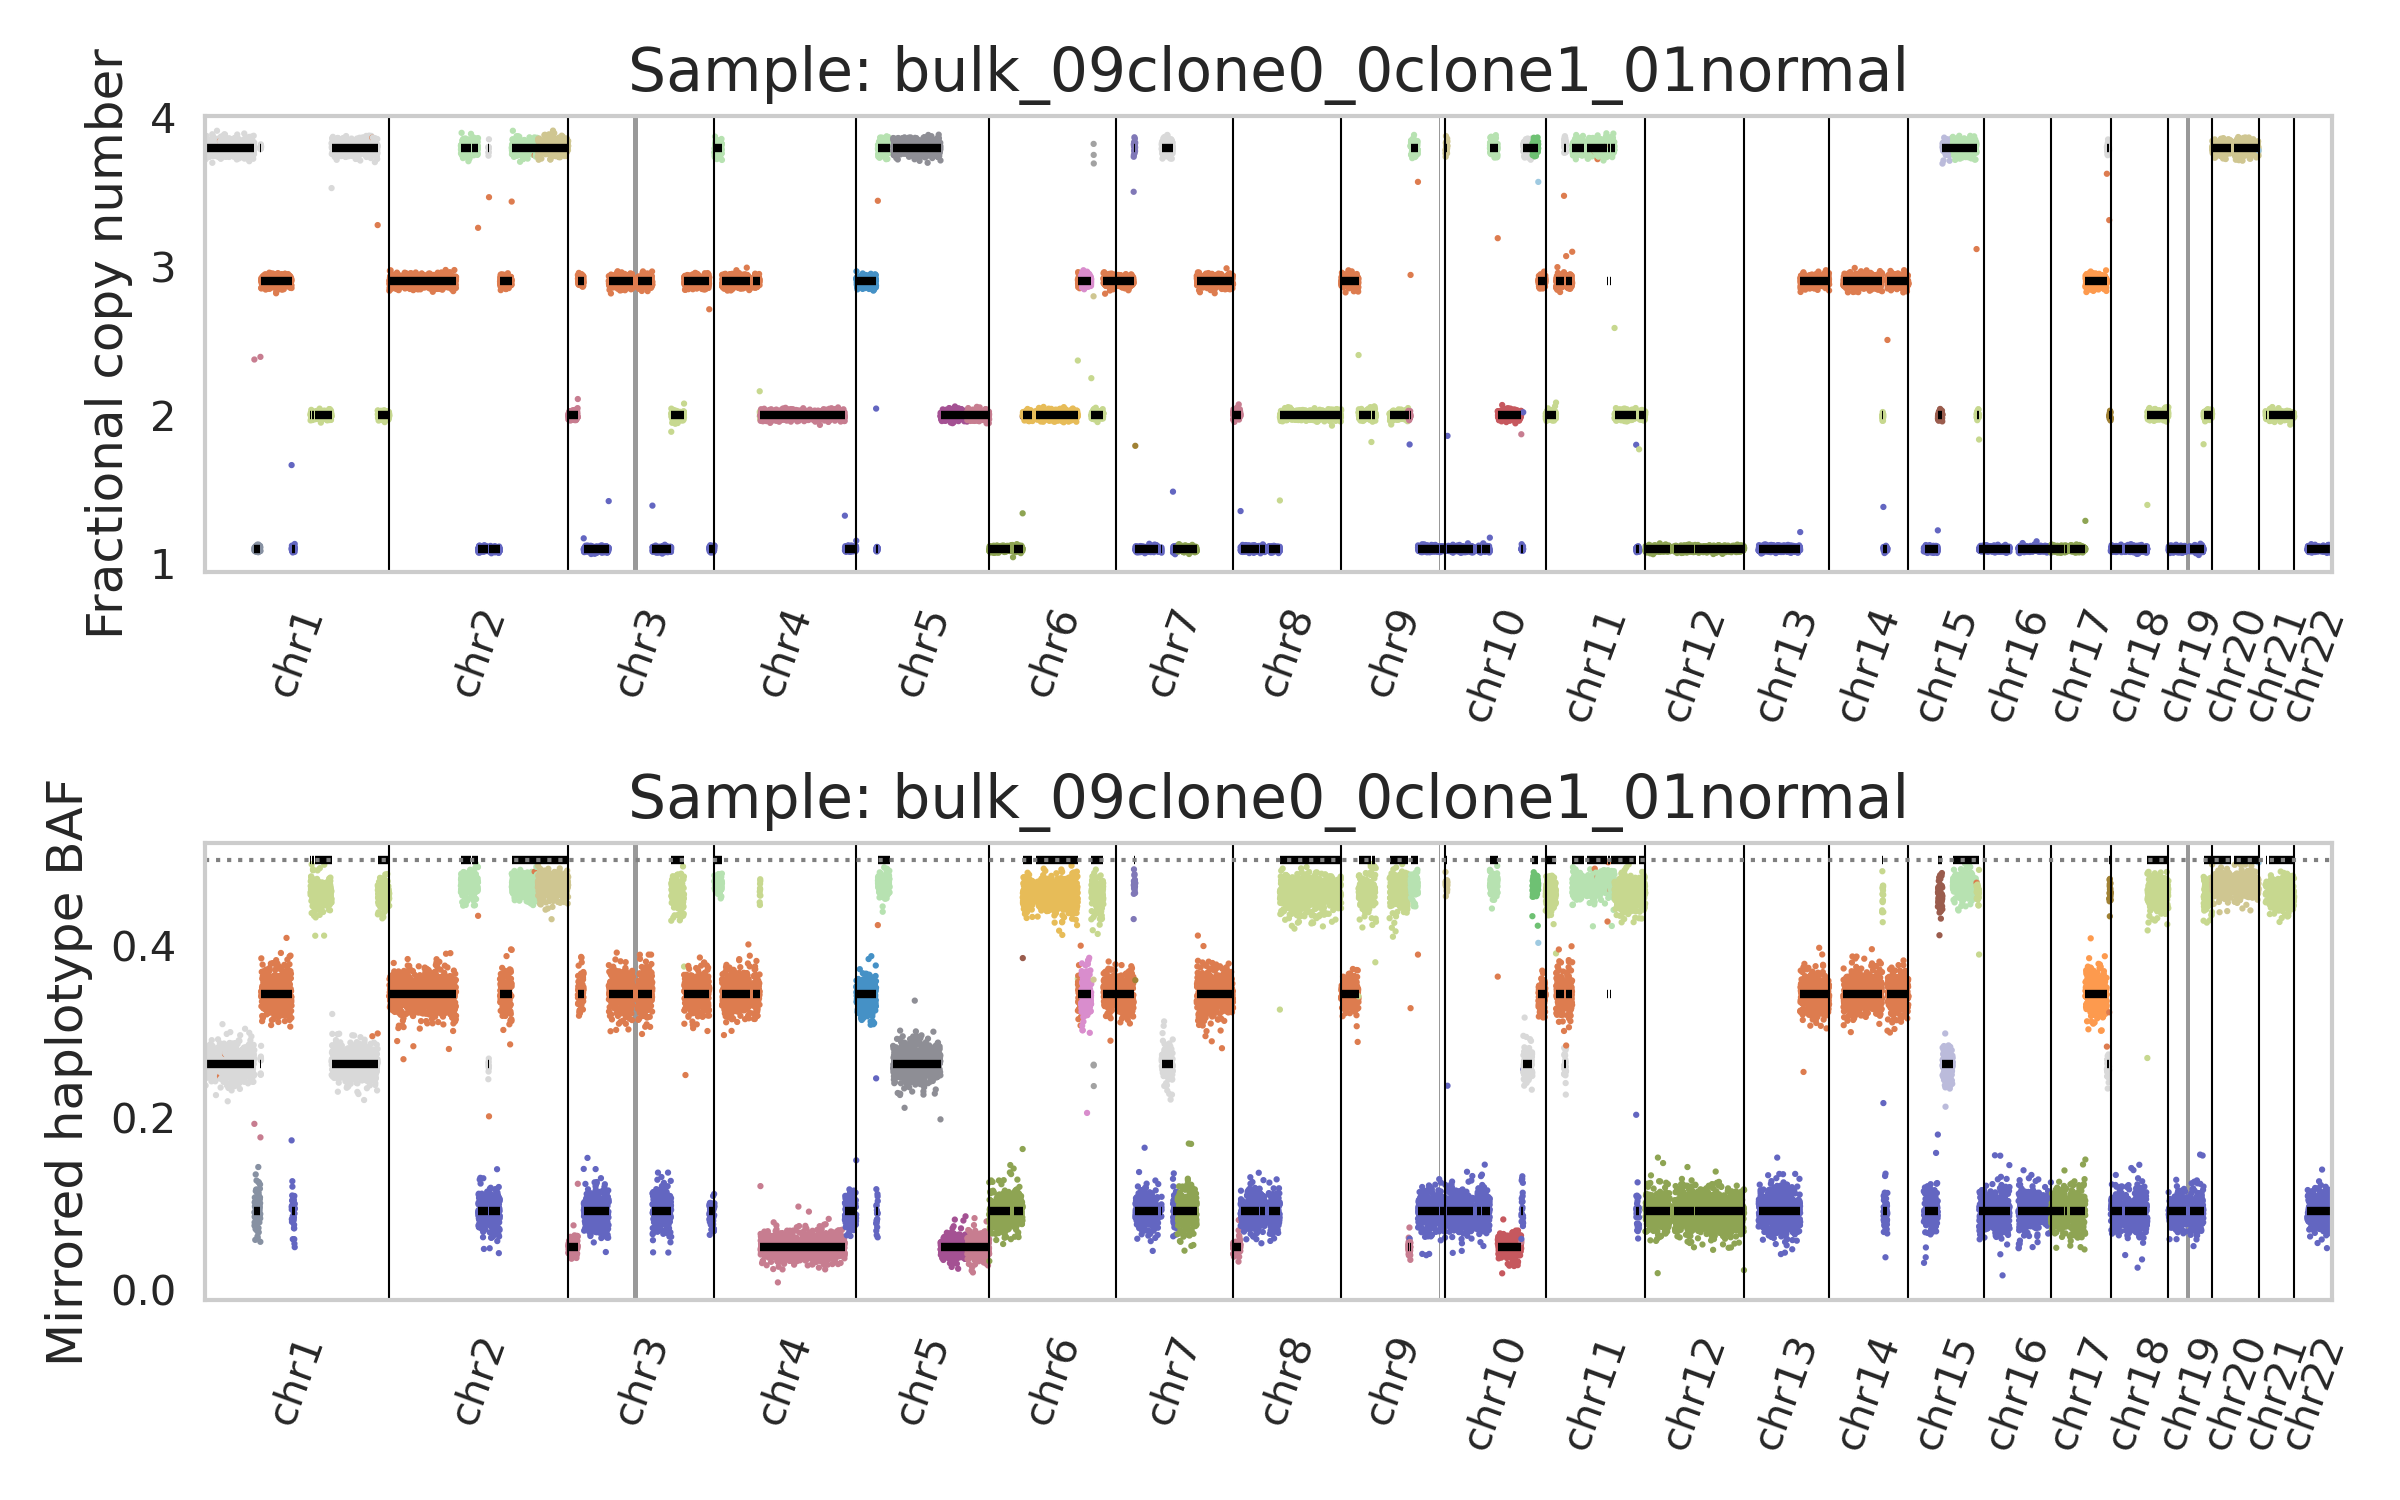 Sample: bulk_09clone0_0clone1_01normal
Fractional copy number
4
3
2
1
chr1 chr2 chr3 chr4 chr5 chr6 chr7 chr8 chr9 chr10 chr11 chr12 chr13 chr14 chr15 chr16 chr17 chr18 chr19 chr20 chr21 chr22
Sample: bulk_09clone0_0clone1_01normal
Mirrored haplotype BAF
0.4
0.2
0.0
chr1 chr2 chr3 chr4 chr5 chr6 chr7 chr8 chr9 chr10 chr11 chr12 chr13 chr14 chr15 chr16 chr17 chr18 chr19 chr20 chr21 chr22